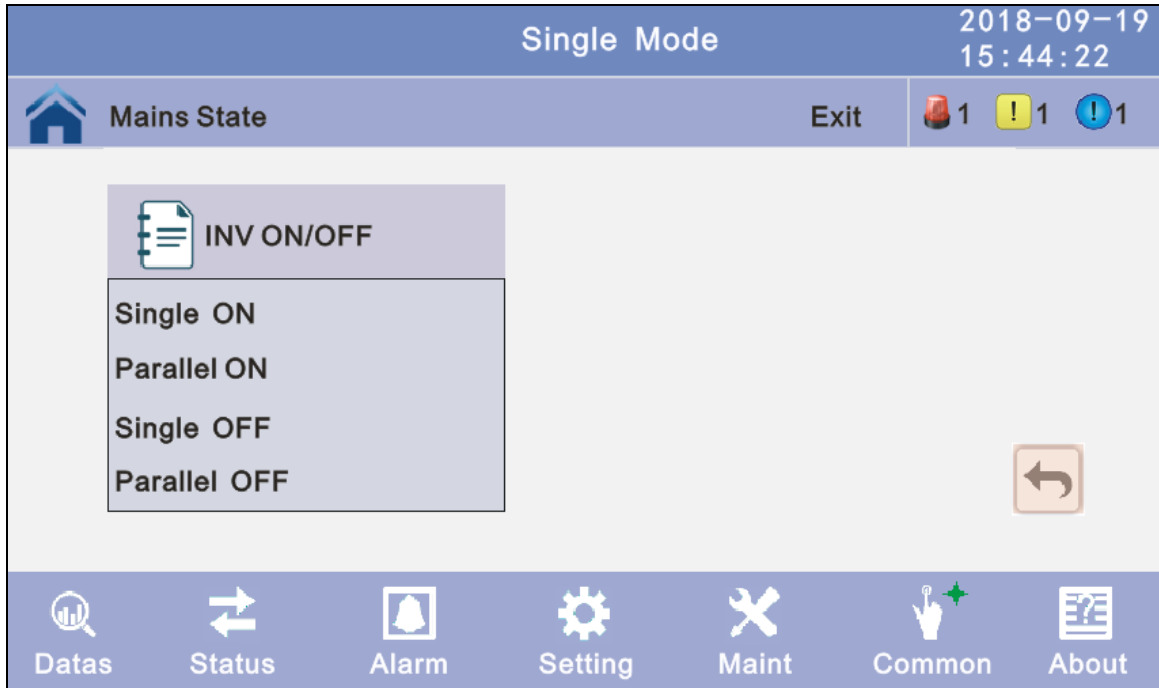 Single Mode
2018-09-19
15:44:22
Mains State
Exit
1
! 1
! 1
INV ON/OFF
Single ON
Parallel ON
Single OFF
Parallel OFF
?
Datas
Status
Alarm
Setting
Maint
Common
About